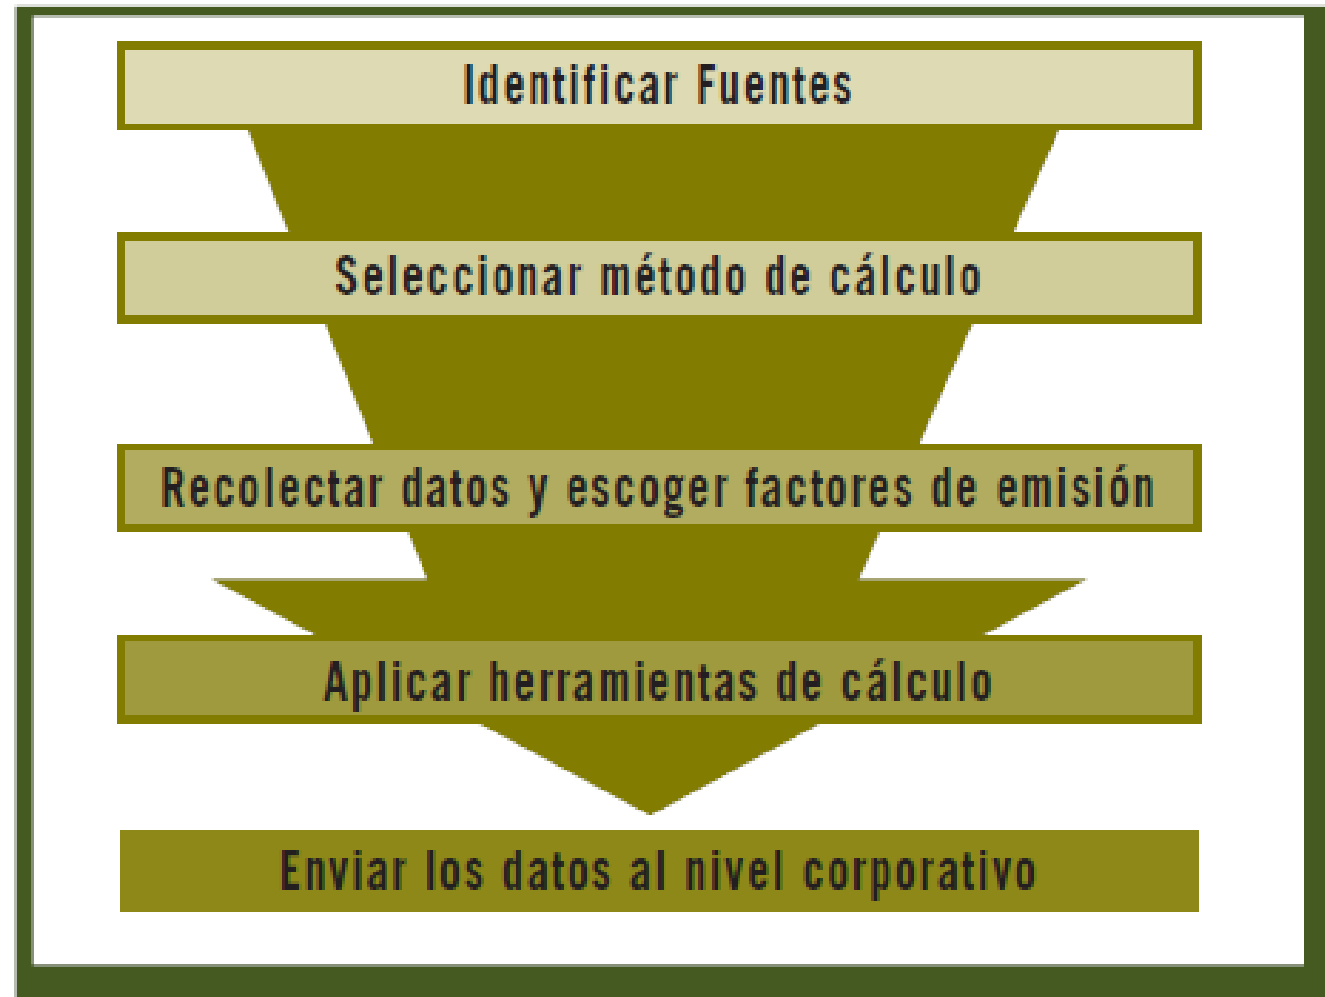 Identificar Fuentes
Seleccionar método de cálculo
Recolectar datos y escoger factores de emisión
Aplicar herramientas de cálculo
Enviar los datos al nivel corporativo